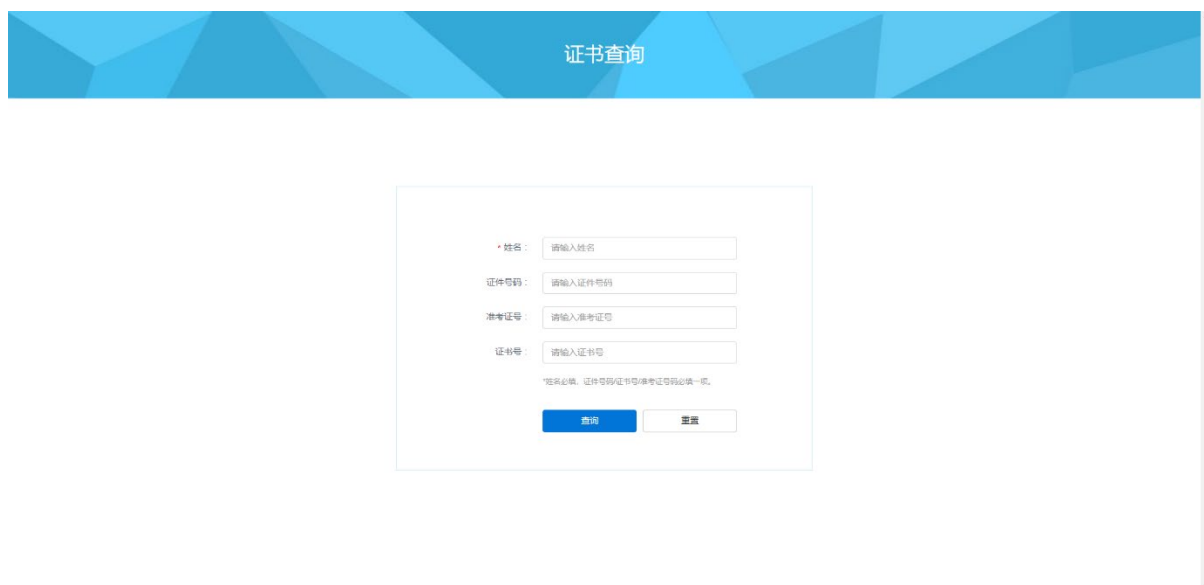 证书查询
*姓名： 请输入姓名
证件号码： 请输入证件号码
准考证号： 请输入准考证号
证书号： 请输入证书号
*姓名必填，证件号码/证书号/准考证号码必填一项。
查询 重置